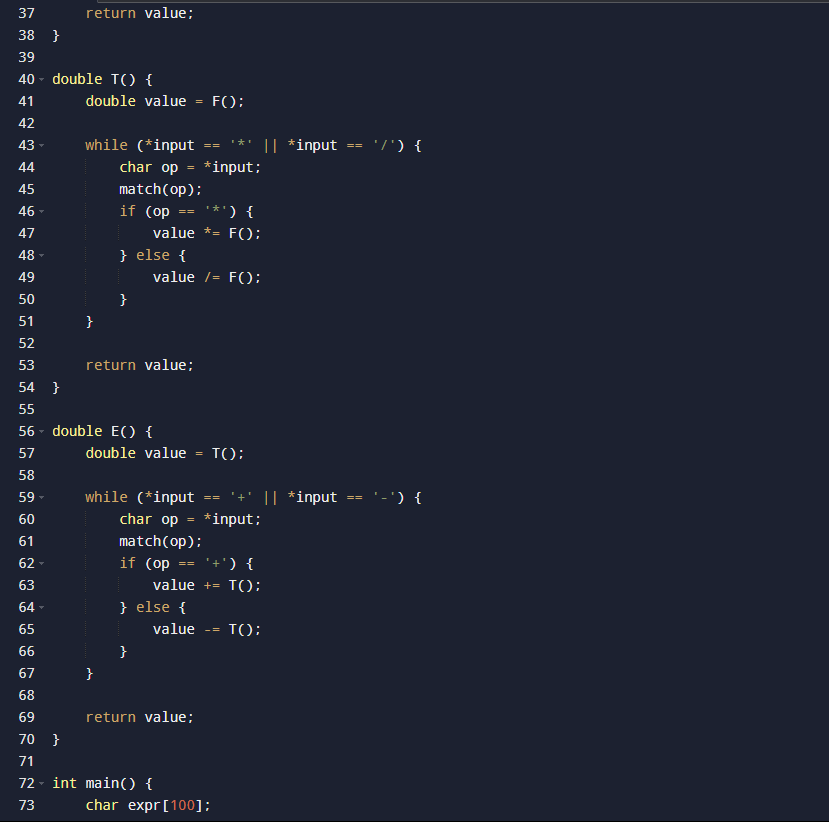 37     return value;
38 }
39
40 double T() {
41     double value = F();
42
43     while (*input == '*' || *input == '/') {
44         char op = *input;
45         match(op);
46         if (op == '*') {
47             value *= F();
48         } else {
49             value /= F();
50         }
51     }
52
53     return value;
54 }
55
56 double E() {
57     double value = T();
58
59     while (*input == '+' || *input == '-') {
60         char op = *input;
61         match(op);
62         if (op == '+') {
63             value += T();
64         } else {
65             value -= T();
66         }
67     }
68
69     return value;
70 }
71
72 int main() {
73     char expr[100];